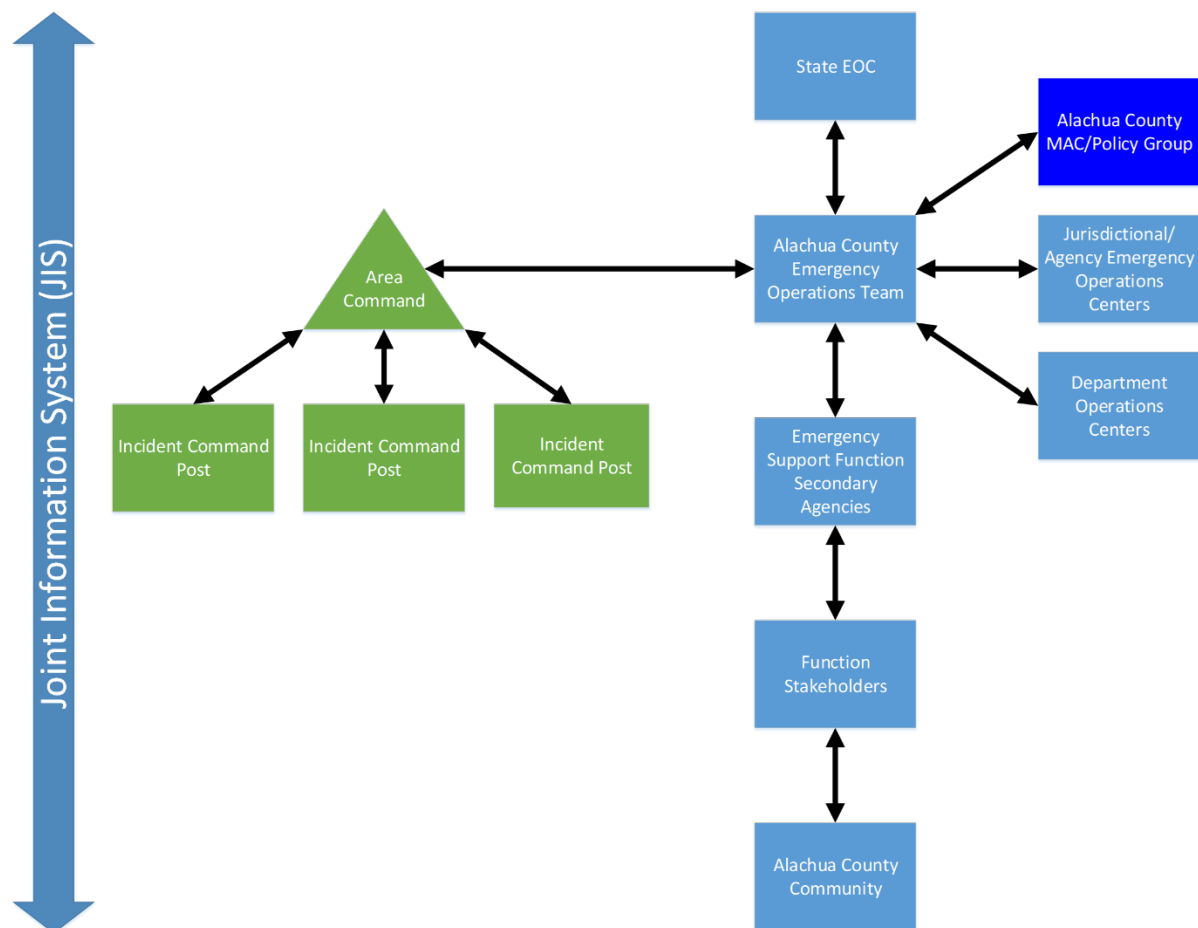 Joint Information System (JIS)
State EOC
Alachua County
MAC/Policy Group
Alachua County
Emergency
Operations Team
Jurisdictional/
Agency Emergency
Operations
Centers
Area
Command
Department
Operations
Centers
Incident Command
Post
Incident Command
Post
Incident
Command Post
Emergency
Support Function
Secondary
Agencies
Function
Stakeholders
Alachua County
Community